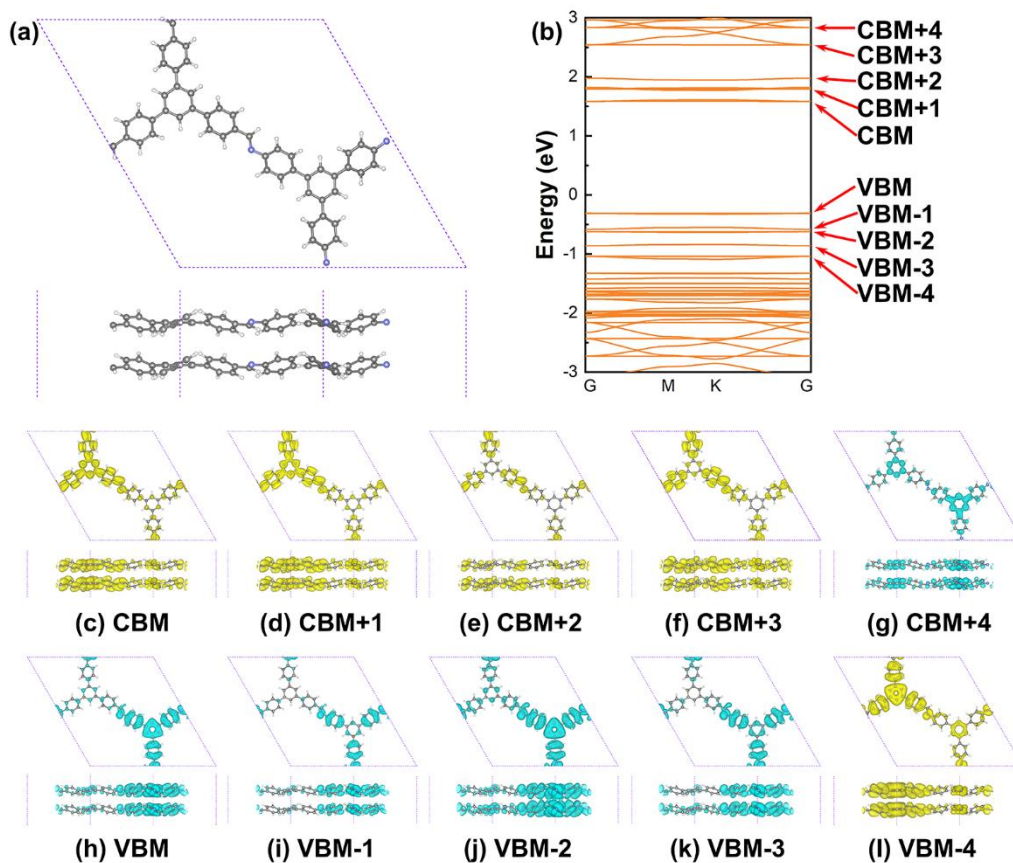 (a)
(b)
Energy (eV)
3
2
1
0
-1
-2
-3
G
M
K
G
CBM+4
CBM+3
CBM+2
CBM+1
CBM
VBM
VBM-1
VBM-2
VBM-3
VBM-4
(c) CBM
(d) CBM+1
(e) CBM+2
(f) CBM+3
(g) CBM+4
(h) VBM
(i) VBM-1
(j) VBM-2
(k) VBM-3
(l) VBM-4